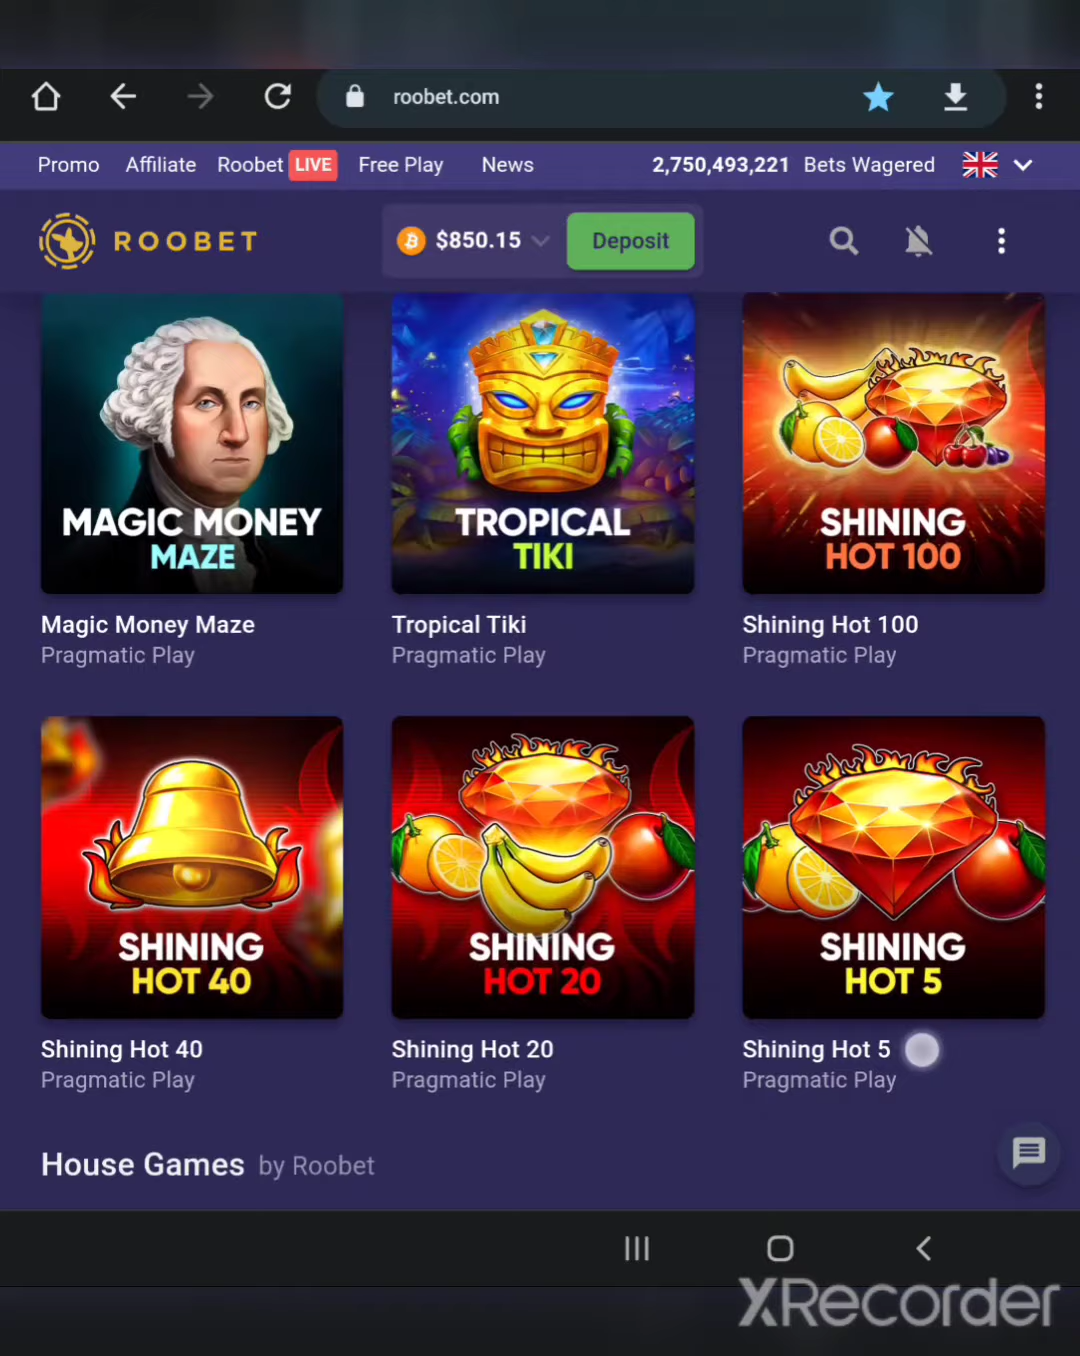 roobet.com
Promo Affiliate Roobet LIVE Free Play News 2,750,493,221 Bets Wagered
ROOBET $850.15 Deposit
MAGIC MONEY
MAZE
TROPICAL
TIKI
SHINING
HOT 100
Magic Money Maze Tropical Tiki Shining Hot 100
Pragmatic Play Pragmatic Play Pragmatic Play
SHINING
HOT 40
SHINING
HOT 20
SHINING
HOT 5
Shining Hot 40 Shining Hot 20 Shining Hot 5
Pragmatic Play Pragmatic Play Pragmatic Play
House Games by Roobet
XRecorder